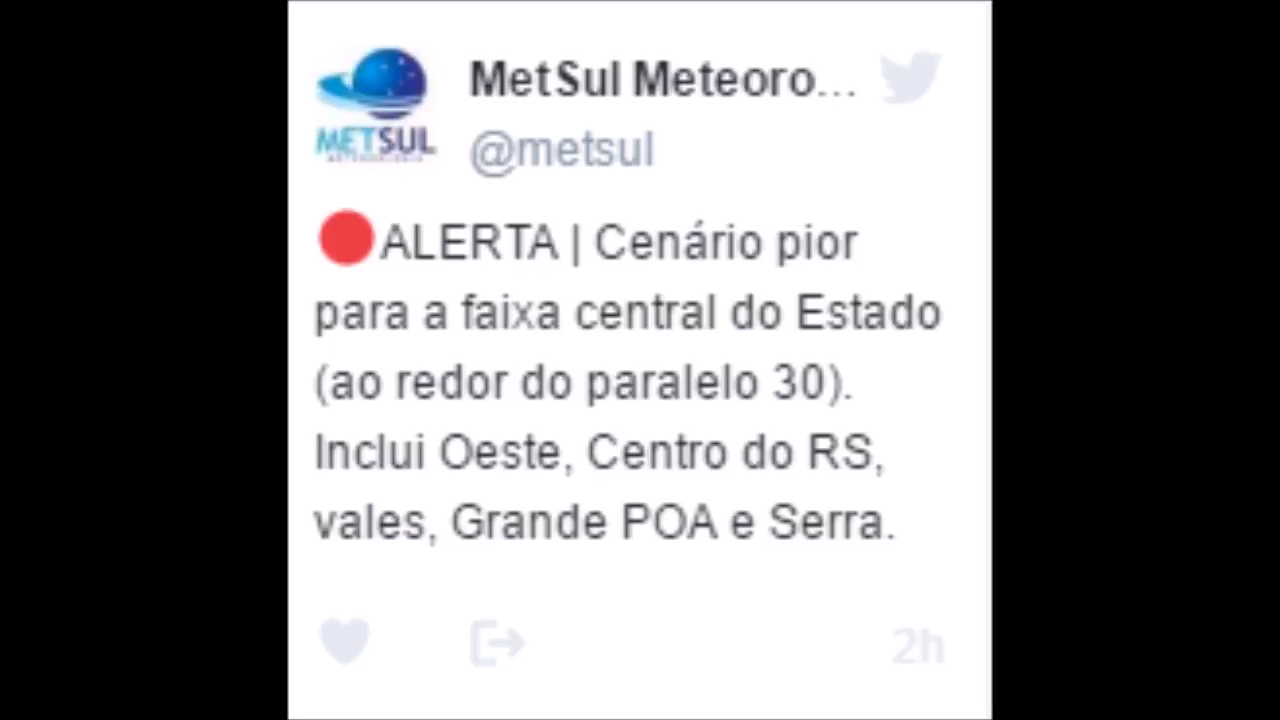 MetSul Meteoro...
METSUL
@metsul
🔴ALERTA | Cenário pior
para a faixa central do Estado
(ao redor do paralelo 30).
Inclui Oeste, Centro do RS,
vales, Grande POA e Serra.
2h